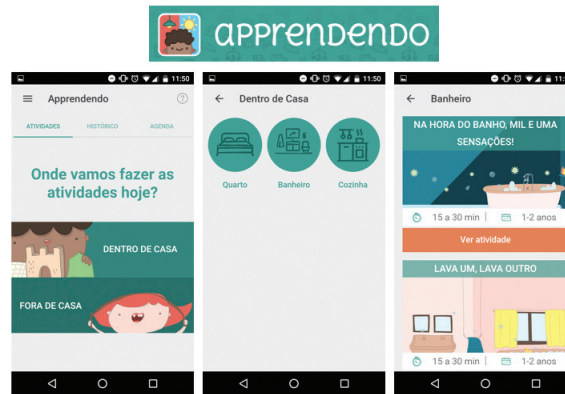 apprendendo
11:50
Apprendendo
ATIVIDADES HISTÓRICO AGENDA
Onde vamos fazer as
atividades hoje?
DENTRO DE CASA
FORA DE CASA
11:50
Dentro de Casa
Quarto Banheiro Cozinha
11:
Banheiro
NA HORA DO BANHO, MIL E UMA
SENSAÇÕES!
15 a 30 min | 1-2 anos
Ver atividade
LAVA UM, LAVA OUTRO
15 a 30 min | 1-2 anos